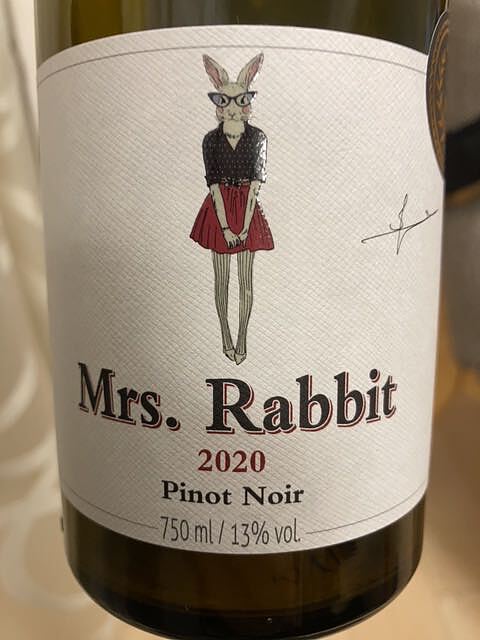 Mrs. Rabbit
2020
Pinot Noir
750 ml / 13% vol.